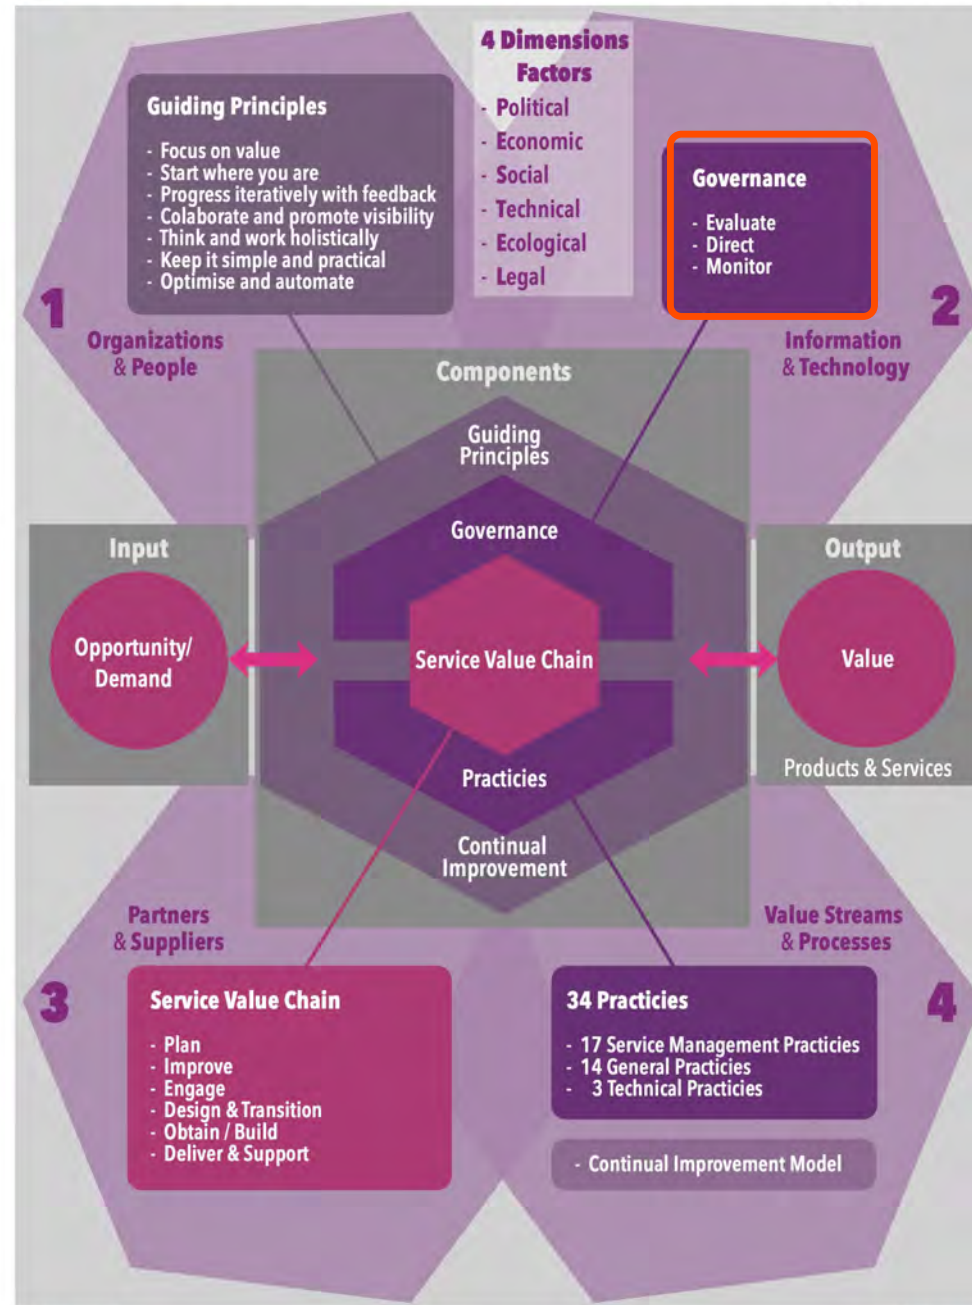 4 Dimensions
Factors
- Political
- Economic
- Social
- Technical
- Ecological
- Legal
Guiding Principles
- Focus on value
- Start where you are
- Progress iteratively with feedback
- Colaborate and promote visibility
- Think and work holistically
- Keep it simple and practical
- Optimise and automate
Governance
- Evaluate
- Direct
- Monitor
1
Organizations
& People
2
Information
& Technology
Components
Guiding
Principles
Governance
Input
Opportunity/
Demand
Service Value Chain
Output
Value
Products & Services
Practicies
Continual
Improvement
Partners
& Suppliers
3
Value Streams
& Processes
4
Service Value Chain
- Plan
- Improve
- Engage
- Design & Transition
- Obtain / Build
- Deliver & Support
34 Practicies
- 17 Service Management Practicies
- 14 General Practicies
- 3 Technical Practicies
- Continual Improvement Model